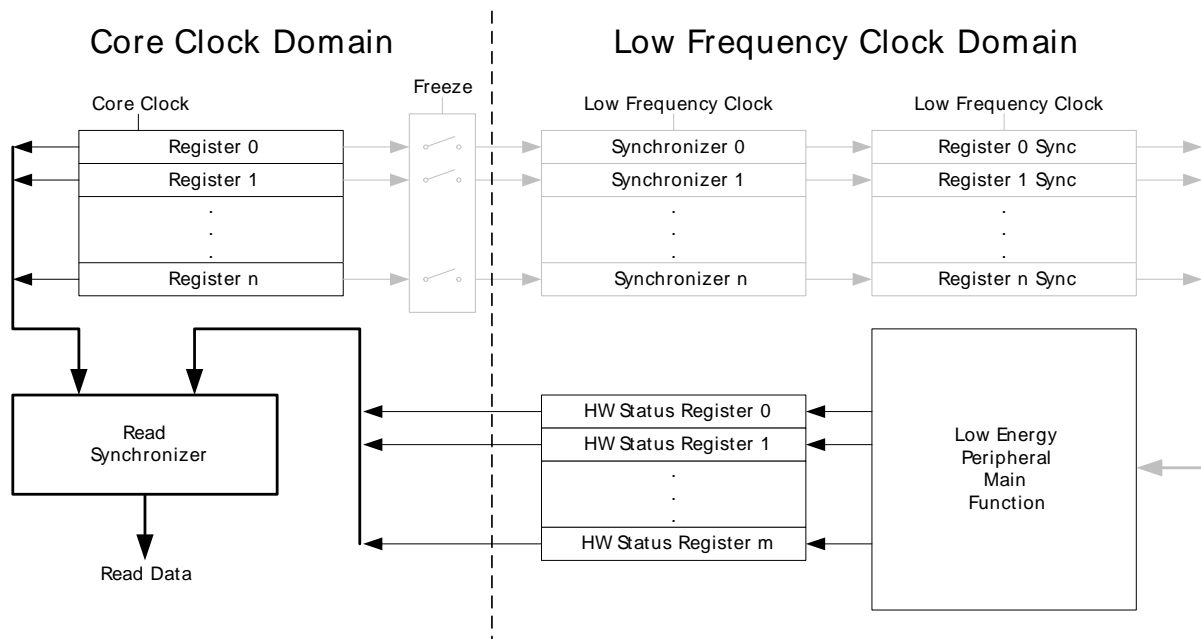 Core Clock Domain
Low Frequency Clock Domain
Freeze
Core Clock
Low Frequency Clock
Low Frequency Clock
Register 0
Synchronizer 0
Register 0 Sync
Register 1
Synchronizer 1
Register 1 Sync
.
.
.
.
.
.
.
.
.
Register n
Synchronizer n
Register n Sync
Read
Synchronizer
Read Data
HW Status Register 0
HW Status Register 1
.
.
.
HW Status Register m
Low Energy
Peripheral
Main
Function